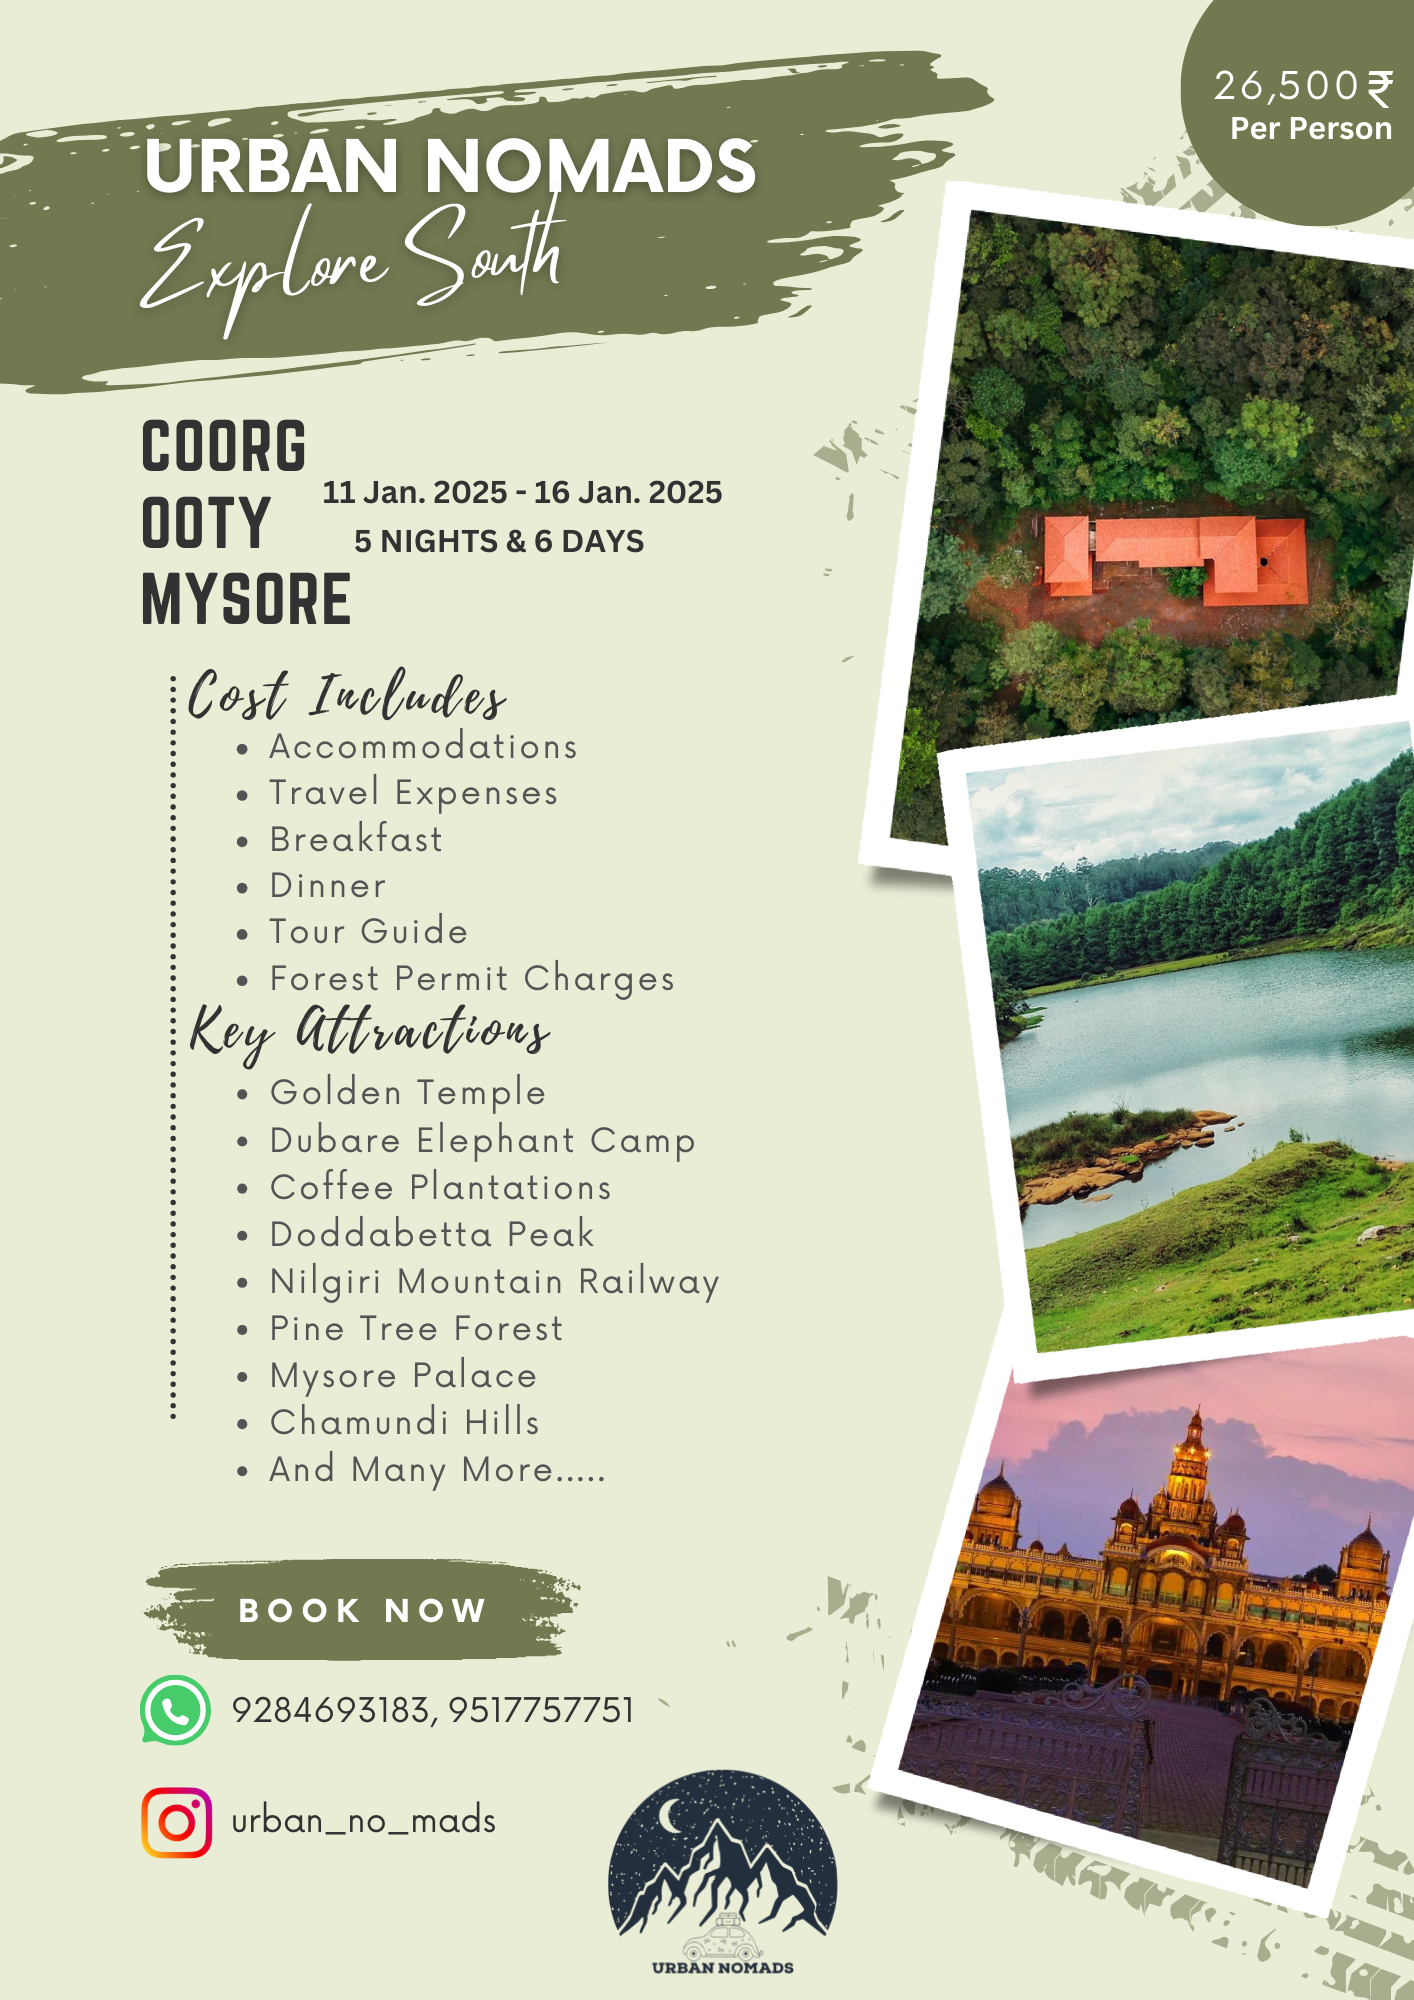 26,500₹
Per Person
URBAN NOMADS
Explore South
COORG
OOTY
MYSORE
11 Jan. 2025 - 16 Jan. 2025
5 NIGHTS & 6 DAYS
Cost Includes
• Accommodations
• Travel Expenses
• Breakfast
• Dinner
• Tour Guide
• Forest Permit Charges
Key Attractions
• Golden Temple
• Dubare Elephant Camp
• Coffee Plantations
• Doddabetta Peak
• Nilgiri Mountain Railway
• Pine Tree Forest
• Mysore Palace
• Chamundi Hills
• And Many More.....
BOOK NOW
9284693183, 9517757751
urban_no_mads
URBAN NOMADS